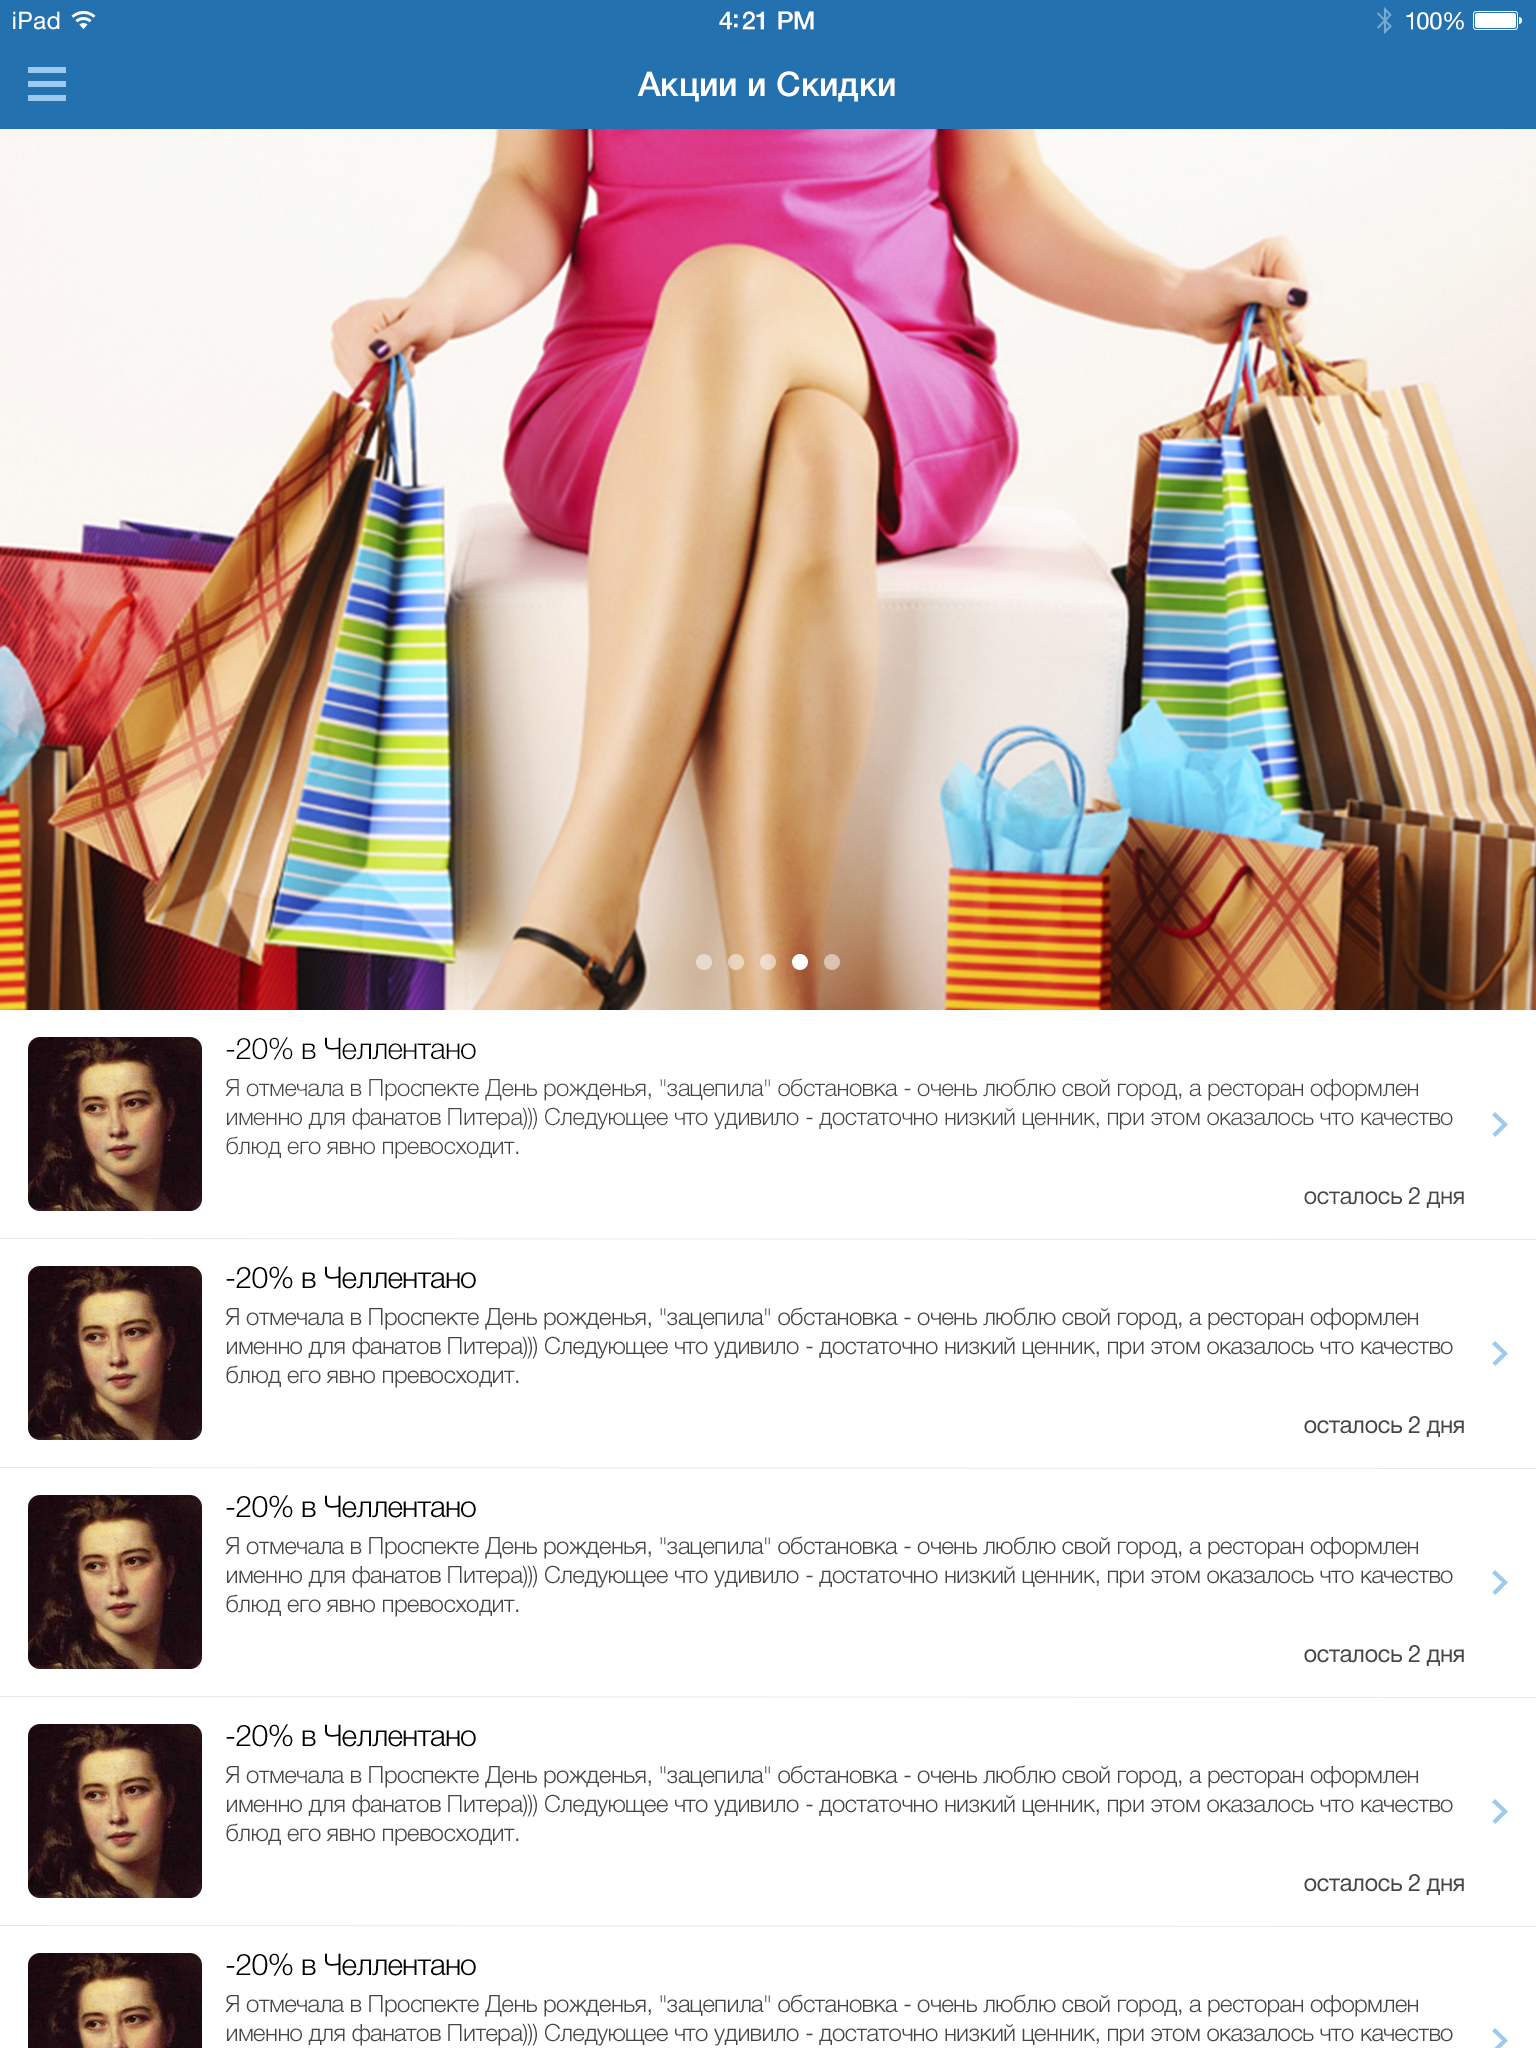 iPad 4:21 PM 100%
Акции и Скидки
-20% в Челлентано
Я отмечала в Проспекте День рожденья, "зацепила" обстановка - очень люблю свой город, а ресторан оформлен
именно для фанатов Питера))) Следующее что удивило - достаточно низкий ценник, при этом оказалось что качество
блюд его явно превосходит.
осталось 2 дня
-20% в Челлентано
Я отмечала в Проспекте День рожденья, "зацепила" обстановка - очень люблю свой город, а ресторан оформлен
именно для фанатов Питера))) Следующее что удивило - достаточно низкий ценник, при этом оказалось что качество
блюд его явно превосходит.
осталось 2 дня
-20% в Челлентано
Я отмечала в Проспекте День рожденья, "зацепила" обстановка - очень люблю свой город, а ресторан оформлен
именно для фанатов Питера))) Следующее что удивило - достаточно низкий ценник, при этом оказалось что качество
блюд его явно превосходит.
осталось 2 дня
-20% в Челлентано
Я отмечала в Проспекте День рожденья, "зацепила" обстановка - очень люблю свой город, а ресторан оформлен
именно для фанатов Питера))) Следующее что удивило - достаточно низкий ценник, при этом оказалось что качество
блюд его явно превосходит.
осталось 2 дня
-20% в Челлентано
Я отмечала в Проспекте День рожденья, "зацепила" обстановка - очень люблю свой город, а ресторан оформлен
именно для фанатов Питера))) Следующее что удивило - достаточно низкий ценник, при этом оказалось что качество